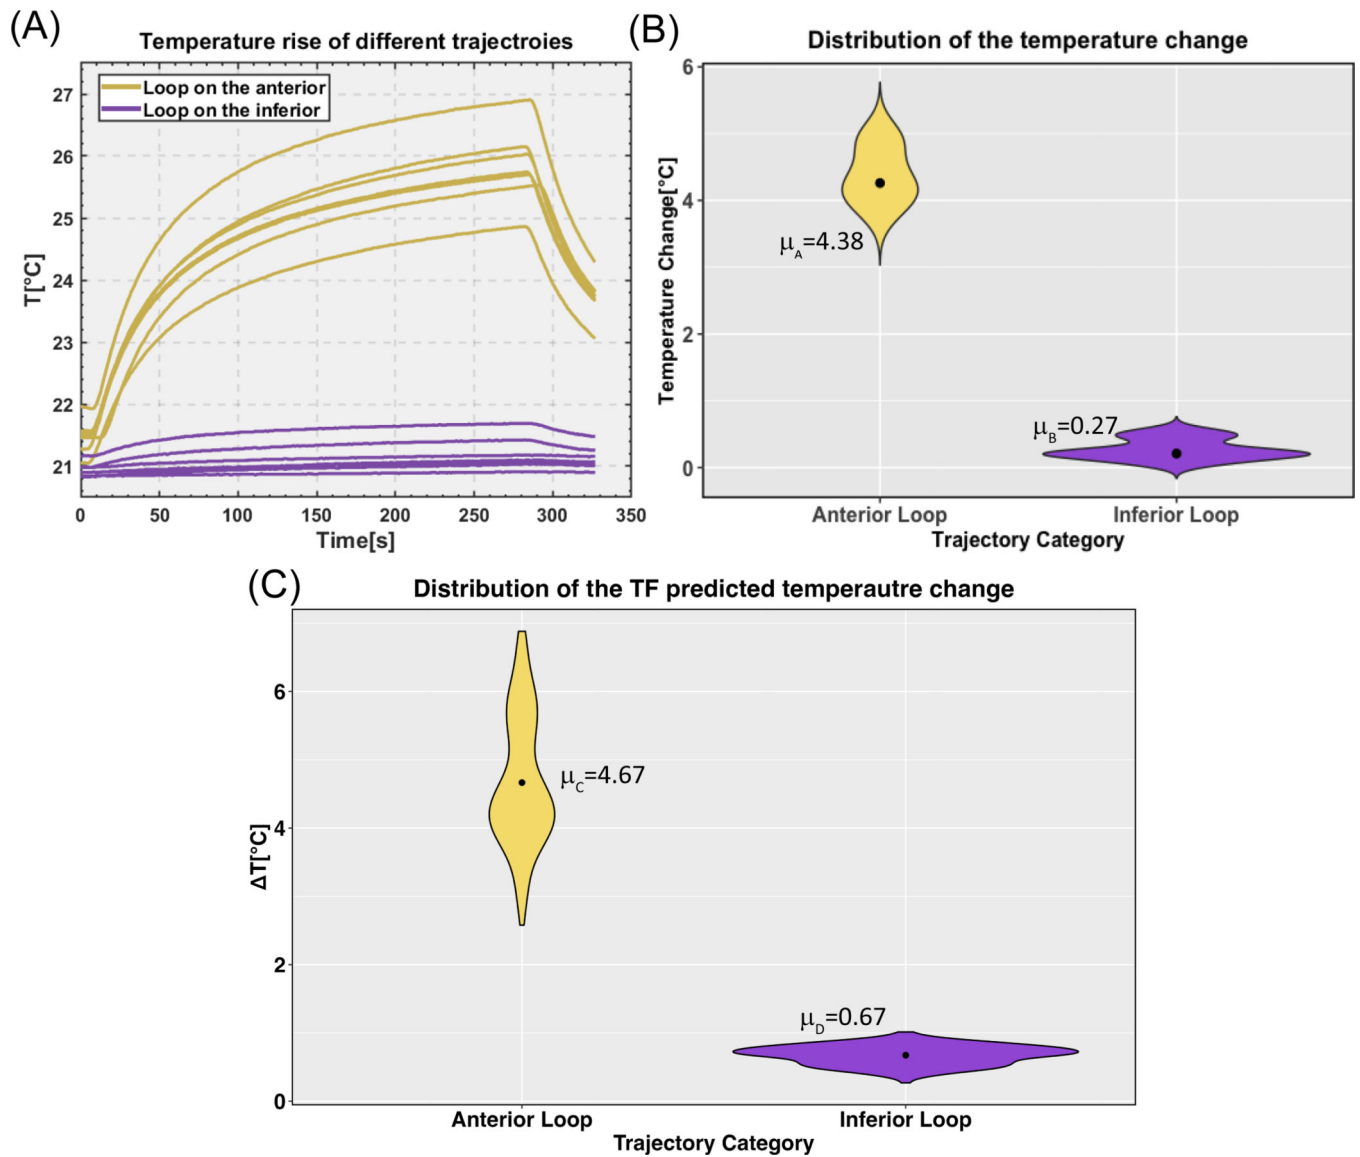 (A)
Temperature rise of different trajectroies
Loop on the anterior
Loop on the inferior
T[°C]
27
26
25
24
23
22
21
0 50 100 150 200 250 300 350
Time[s]
(B)
Distribution of the temperature change
Temperature Change[°C]
6
4
2
0
μA=4.38
μB=0.27
Anterior Loop Inferior Loop
Trajectory Category
(C)
Distribution of the TF predicted temperautre change
ΔT[°C]
6
4
2
0
μC=4.67
μD=0.67
Anterior Loop Inferior Loop
Trajectory Category